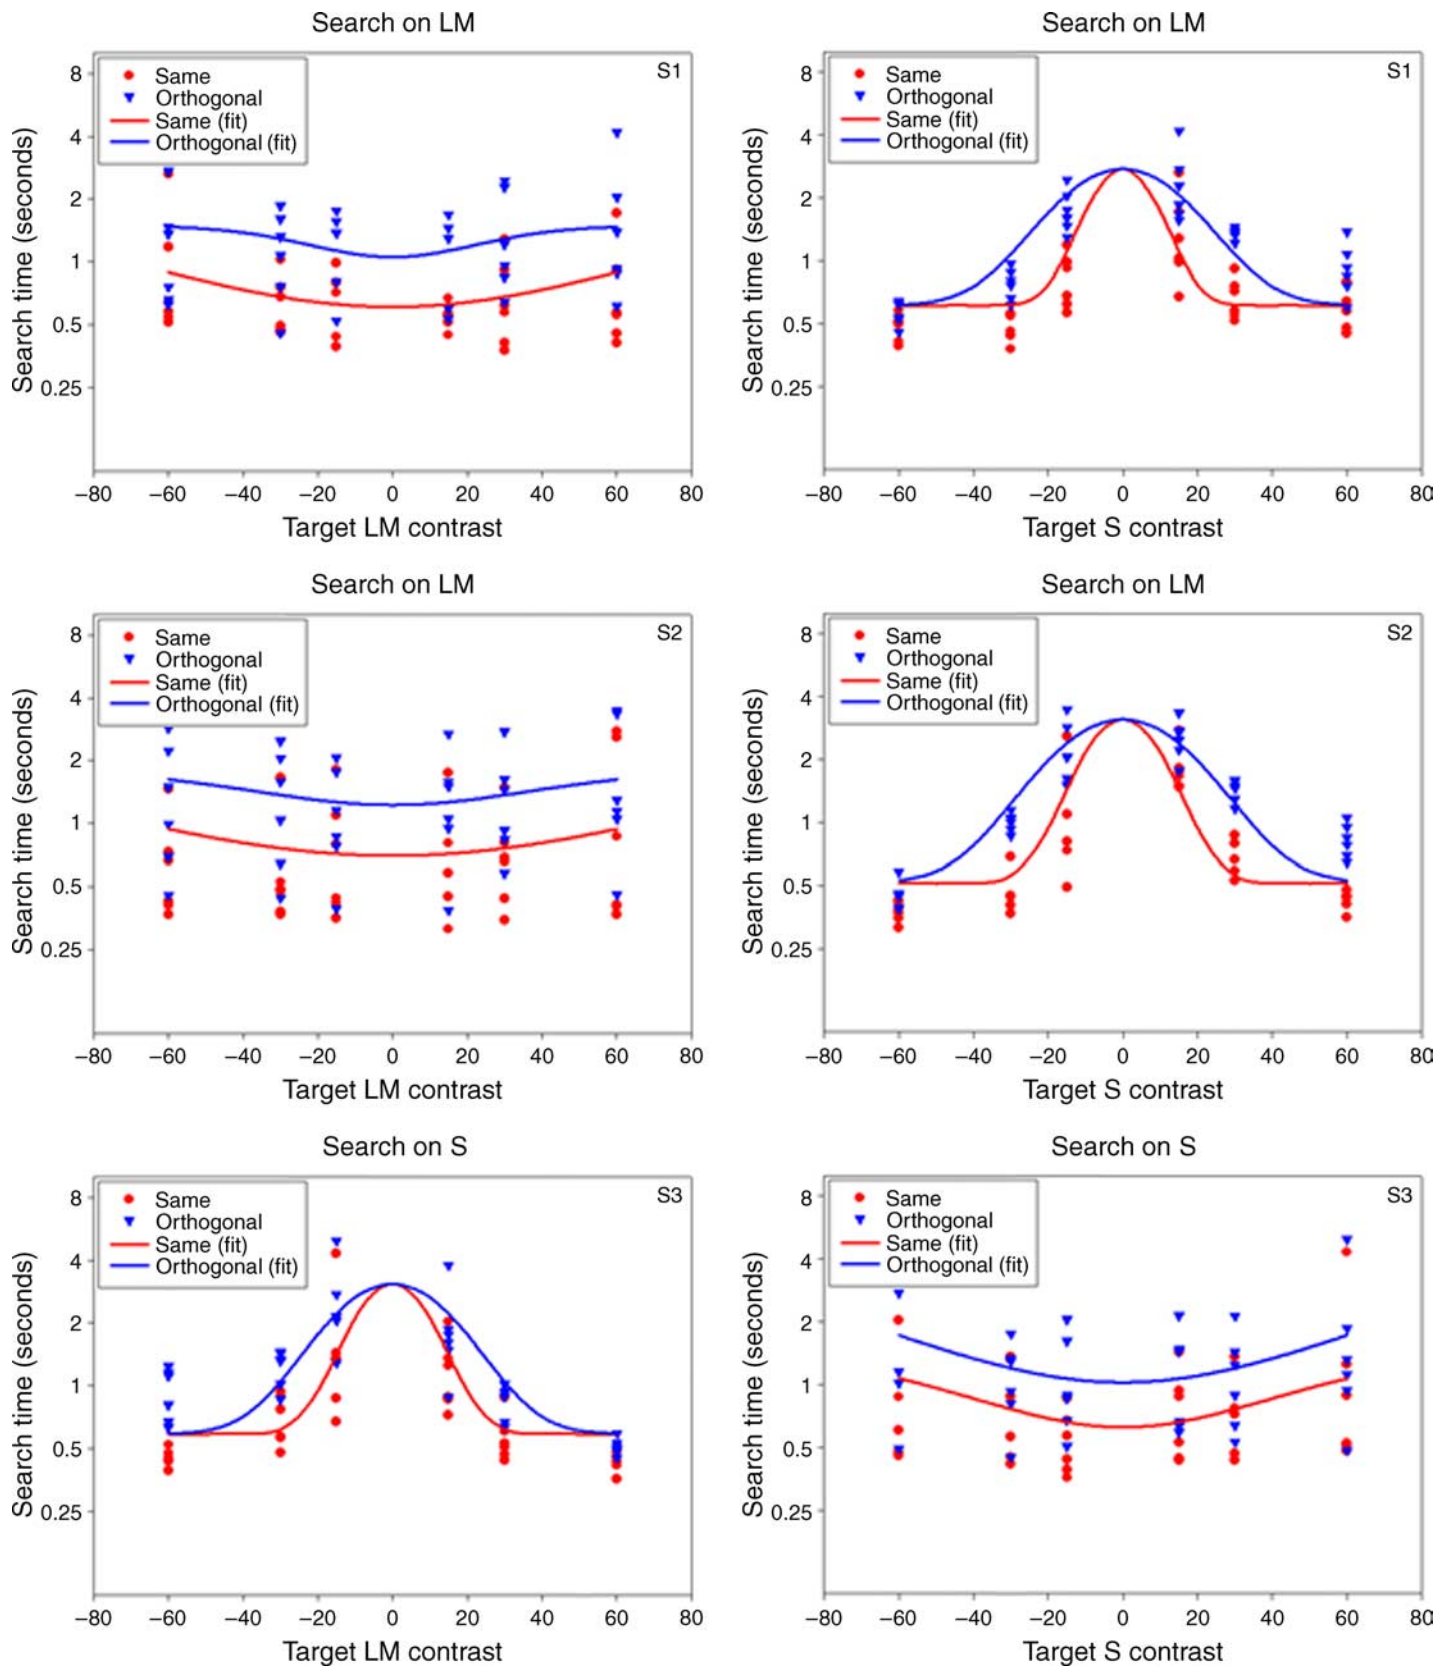 Search on LM
S1
Same
Orthogonal
Same (fit)
Orthogonal (fit)
Search time (seconds)
8
4
2
1
0.5
0.25
−80 −60 −40 −20 0 20 40 60 80
Target LM contrast
Search on LM
S1
Same
Orthogonal
Same (fit)
Orthogonal (fit)
Search time (seconds)
8
4
2
1
0.5
0.25
−80 −60 −40 −20 0 20 40 60 80
Target S contrast
Search on LM
S2
Same
Orthogonal
Same (fit)
Orthogonal (fit)
Search time (seconds)
8
4
2
1
0.5
0.25
−80 −60 −40 −20 0 20 40 60 80
Target LM contrast
Search on LM
S2
Same
Orthogonal
Same (fit)
Orthogonal (fit)
Search time (seconds)
8
4
2
1
0.5
0.25
−80 −60 −40 −20 0 20 40 60 80
Target S contrast
Search on S
S3
Same
Orthogonal
Same (fit)
Orthogonal (fit)
Search time (seconds)
8
4
2
1
0.5
0.25
−80 −60 −40 −20 0 20 40 60 80
Target LM contrast
Search on S
S3
Same
Orthogonal
Same (fit)
Orthogonal (fit)
Search time (seconds)
8
4
2
1
0.5
0.25
−80 −60 −40 −20 0 20 40 60 80
Target S contrast